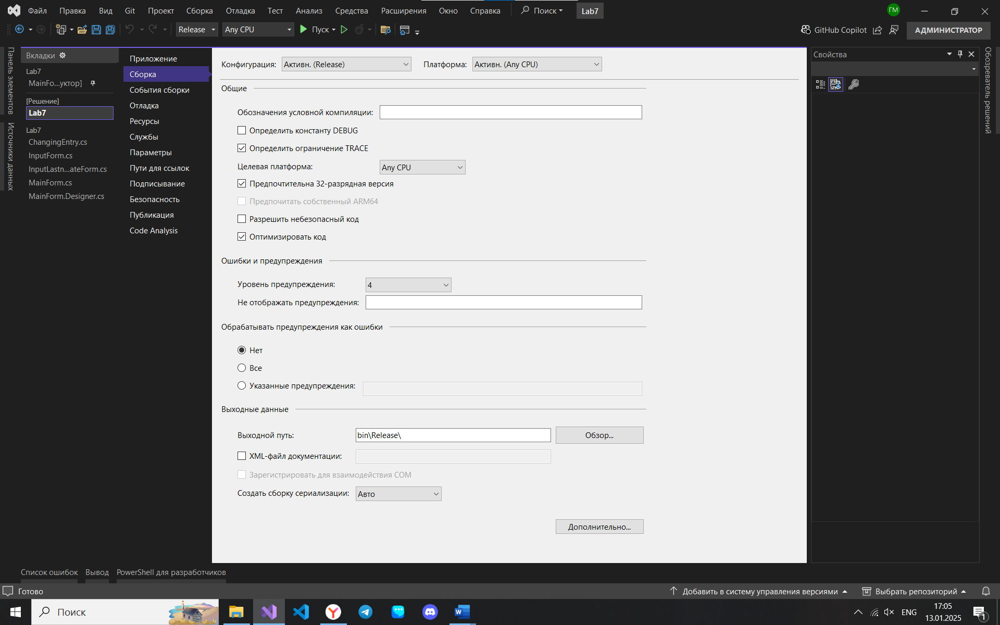 Файл Правка Вид Git Проект Сборка Отладка Тест Анализ Средства Расширения Окно Справка Поиск Lab7 ГМ
Release Any CPU Пуск GitHub Copilot АДМИНИСТРАТОР
Панель элементов
Источники данных
Вкладки
Lab7
MainFo...уктор]
[Решение]
Lab7
Lab7
ChangingEntry.cs
InputForm.cs
InputLastn...ateForm.cs
MainForm.cs
MainForm.Designer.cs
Приложение
Сборка
События сборки
Отладка
Ресурсы
Службы
Параметры
Пути для ссылок
Подписывание
Безопасность
Публикация
Code Analysis
Конфигурация: Активн. (Release) Платформа: Активн. (Any CPU)
Общие
Обозначения условной компиляции:
Определить константу DEBUG
Определить ограничение TRACE
Целевая платформа: Any CPU
Предпочтительна 32-разрядная версия
Предпочитать собственный ARM64
Разрешить небезопасный код
Оптимизировать код
Ошибки и предупреждения
Уровень предупреждения: 4
Не отображать предупреждения:
Обрабатывать предупреждения как ошибки
Нет
Все
Указанные предупреждения:
Выходные данные
Выходной путь: bin\Release\ Обзор...
XML-файл документации:
Зарегистрировать для взаимодействия COM
Создать сборку сериализации: Авто
Дополнительно...
Свойства
Обозреватель решений
Список ошибок Вывод PowerShell для разработчиков
Готово Добавить в систему управления версиями Выбрать репозиторий
Поиск ENG 17:05
13.01.2025 1